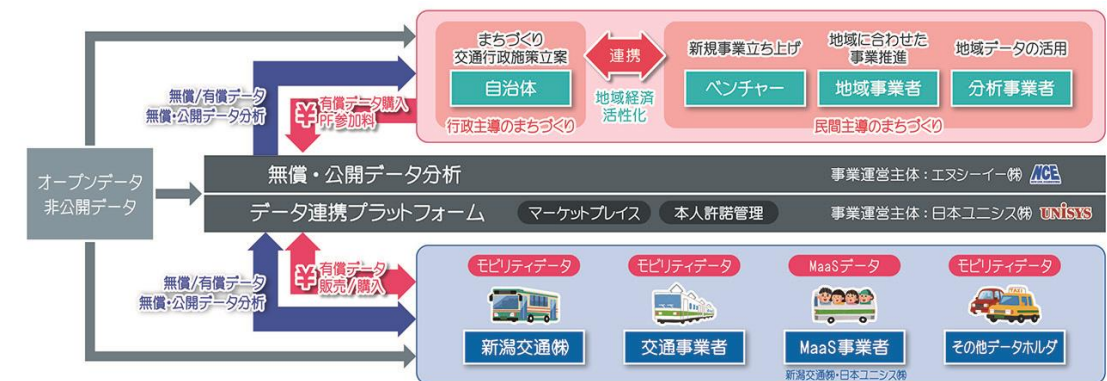 まちづくり
交通行政施策立案
自治体
行政主導のまちづくり
連携
地域経済
活性化
新規事業立ち上げ
ベンチャー
地域に合わせた
事業推進
地域事業者
地域データの活用
分析事業者
民間主導のまちづくり
無償/有償データ
無償・公開データ分析
¥
有償データ購入
PF参加料
オープンデータ
非公開データ
無償・公開データ分析
事業運営主体:エヌシーイー㈱ NCE
データ連携プラットフォーム マーケットプレイス 本人許諾管理 事業運営主体:日本ユニシス㈱ UNISYS
無償/有償データ
無償・公開データ分析
¥
有償データ
販売/購入
モビリティデータ
新潟交通㈱
モビリティデータ
交通事業者
MaaSデータ
MaaS事業者
新潟交通㈱・日本ユニシス㈱
モビリティデータ
TAXI
その他データホルダ